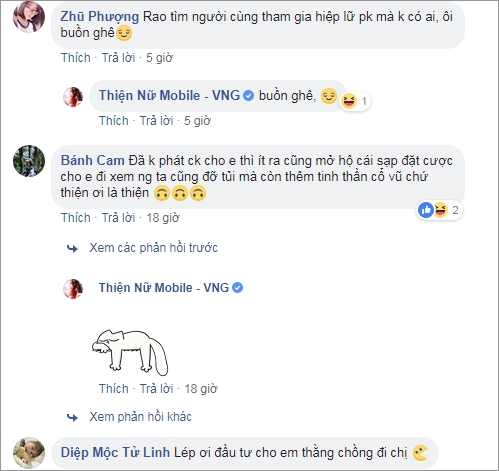 Zhũ Phượng Rao tìm người cùng tham gia hiệp lữ pk mà k có ai, ôi
buồn ghê😏
Thích · Trả lời · 5 giờ
Thiện Nữ Mobile - VNG buồn ghê, 😏
1
Thích · Trả lời · 5 giờ
Bánh Cam Đã k phát ck cho e thì ít ra cũng mở hộ cái sạp đặt cược
cho e đi xem ng ta cũng đỡ tủi mà còn thêm tinh thần cổ vũ chứ
thiện ơi là thiện 🙃🙃🙃
2
Thích · Trả lời · 18 giờ
Xem các phản hồi trước
Thiện Nữ Mobile - VNG
Thích · Trả lời · 18 giờ
Xem phản hồi khác
Diệp Mộc Tử Linh Lép ơi đầu tư cho em thằng chồng đi chị